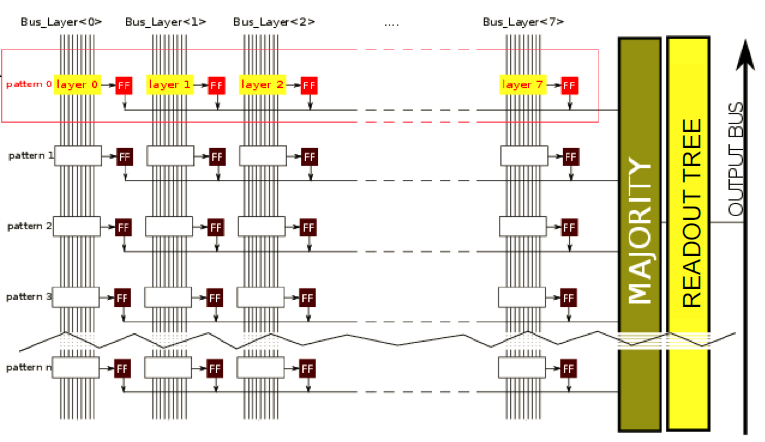 Bus_Layer<0> Bus_Layer<1> Bus_Layer<2> .... Bus_Layer<7>
pattern 0 layer 0 FF layer 1 FF layer 2 FF layer 7 FF
pattern 1 FF FF FF FF
pattern 2 FF FF FF FF
pattern 3 FF FF FF FF
pattern n FF FF FF FF
MAJORITY
READOUT TREE
OUTPUT BUS